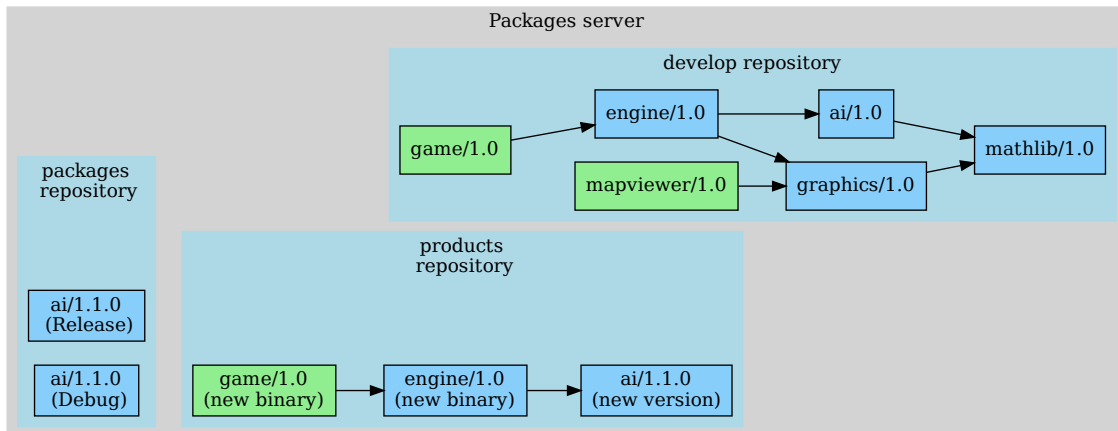 Packages server
develop repository
engine/1.0
ai/1.0
game/1.0
mathlib/1.0
mapviewer/1.0
graphics/1.0
packages
repository
ai/1.1.0
(Release)
ai/1.1.0
(Debug)
products
repository
game/1.0
(new binary)
engine/1.0
(new binary)
ai/1.1.0
(new version)